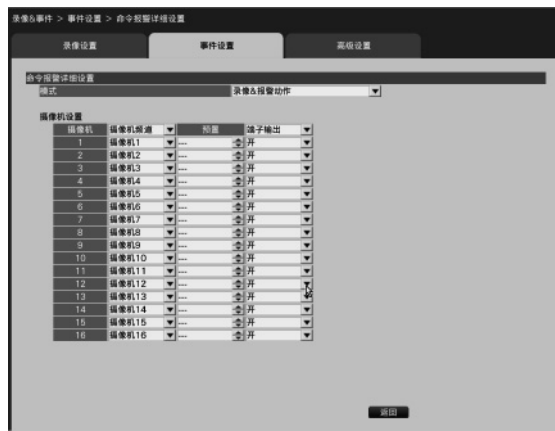 录像&事件 > 事件设置 > 命令报警详细设置
录像设置 事件设置 高级设置
命令报警详细设置
模式 录像&报警动作
摄像机设置
摄像机 摄像机频道 预置 端子输出
1 摄像机1 --- 开
2 摄像机2 --- 开
3 摄像机3 --- 开
4 摄像机4 --- 开
5 摄像机5 --- 开
6 摄像机6 --- 开
7 摄像机7 --- 开
8 摄像机8 --- 开
9 摄像机9 --- 开
10 摄像机10 --- 开
11 摄像机11 --- 开
12 摄像机12 --- 开
13 摄像机13 --- 开
14 摄像机14 --- 开
15 摄像机15 --- 开
16 摄像机16 --- 开
返回